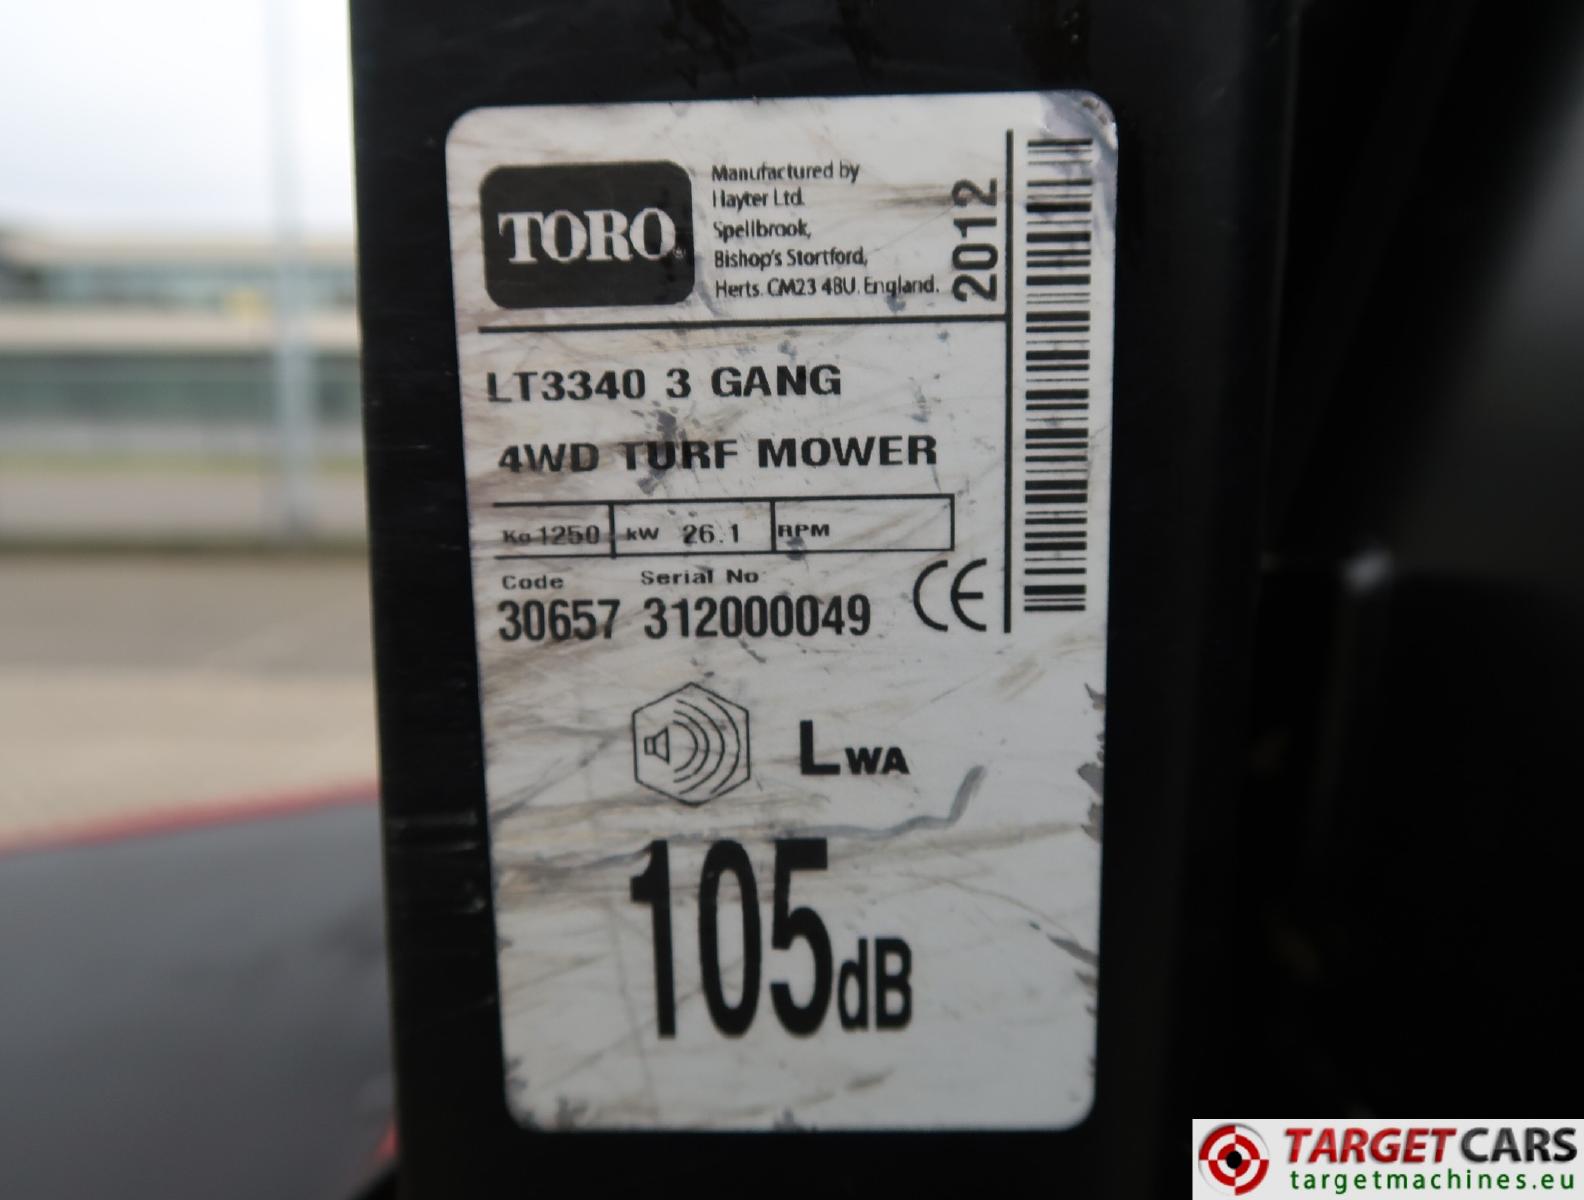 TORO
Manufactured by
Hayter Ltd.
Spellbrook,
Bishop's Stortford,
Herts. CM23 4BU. England.
2012
LT3340 3 GANG
4WD TURF MOWER
Kg 1250 kW 26.1 RPM
Code Serial No
30657 312000049 CE
LWA
105dB
TARGET CARS
targetmachines.eu